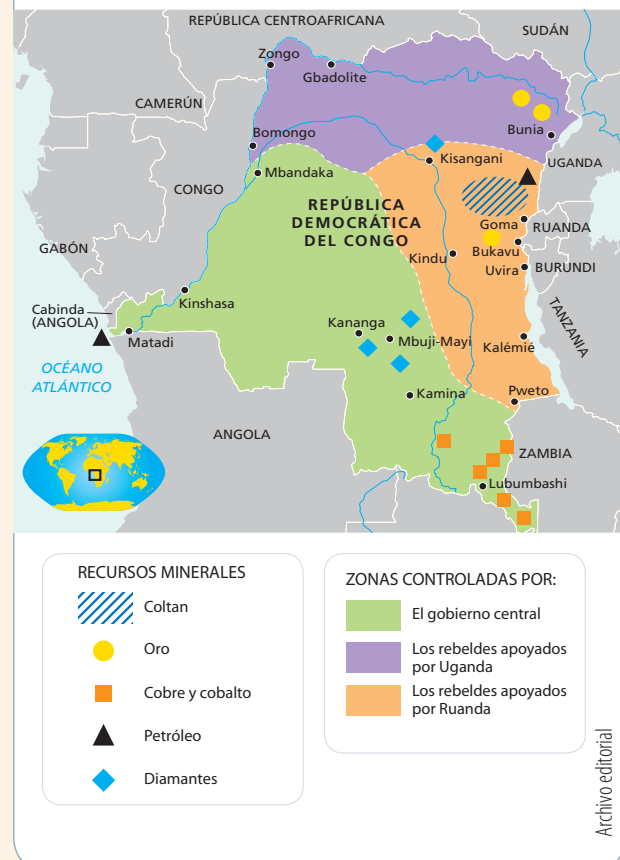 REPÚBLICA CENTROAFRICANA
SUDÁN
Zongo
Gbadolite
CAMERÚN
Bunia
Bomongo
Kisangani
UGANDA
Mbandaka
CONGO
REPÚBLICA
DEMOCRÁTICA
DEL CONGO
Goma
RUANDA
GABÓN
Bukavu
Kindu
Uvira
BURUNDI
Kinshasa
Cabinda
(ANGOLA)
TANZANIA
Kananga
Matadi
Mbuji-Mayi
Kalémié
OCÉANO
ATLÁNTICO
Kamina
Pweto
ANGOLA
ZAMBIA
Lubumbashi
RECURSOS MINERALES
Coltan
Oro
Cobre y cobalto
Petróleo
Diamantes
ZONAS CONTROLADAS POR:
El gobierno central
Los rebeldes apoyados
por Uganda
Los rebeldes apoyados
por Ruanda
Archivo editorial